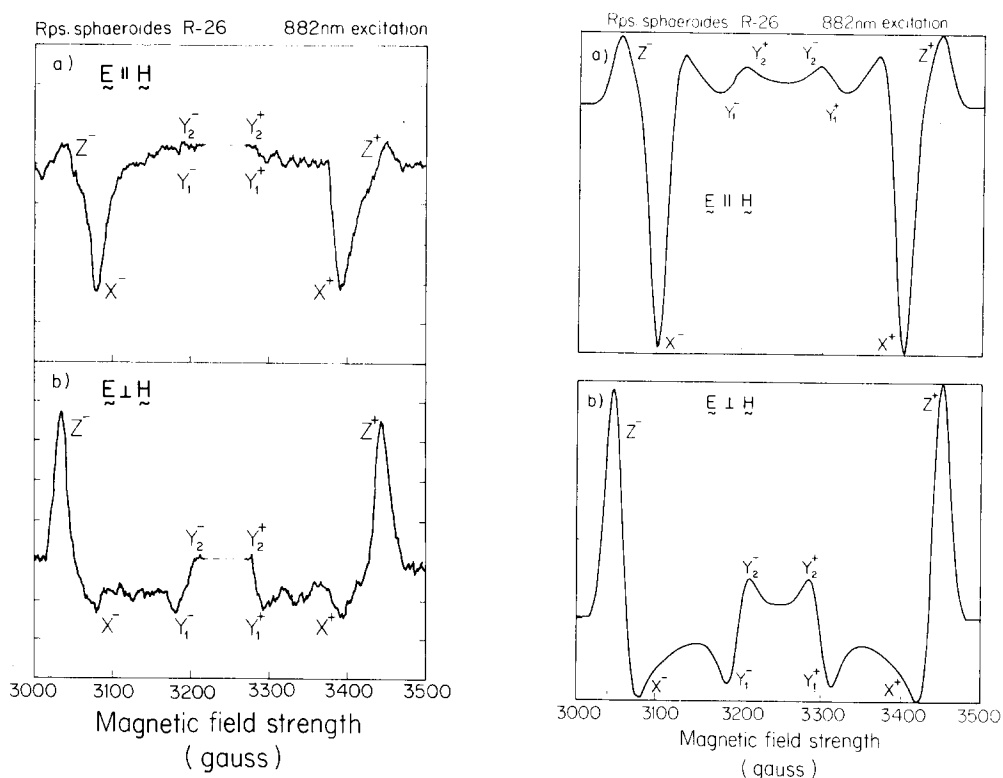 Rps. sphaeroides R-26 882nm excitation
a)
E ∥ H
Z⁻
Y₂⁻
Y₂⁺
Z⁺
Y₁⁻
Y₁⁺
X⁻
X⁺
b)
E ⊥ H
Z⁻
Z⁺
Y₂⁻
Y₂⁺
X⁻
Y₁⁻
Y₁⁺
X⁺
3000 3100 3200 3300 3400 3500
Magnetic field strength
( gauss )
Rps. sphaeroides R-26 882nm excitation
a)
Z⁻
Y₂⁺
Y₂⁻
Z⁺
Y₁⁻
Y₁⁺
E ∥ H
X⁻
X⁺
b)
E ⊥ H
Z⁻
Z⁺
Y₂⁻
Y₂⁺
X⁻
Y₁⁻
Y₁⁺
X⁺
3000 3100 3200 3300 3400 3500
Magnetic field strength
(gauss)